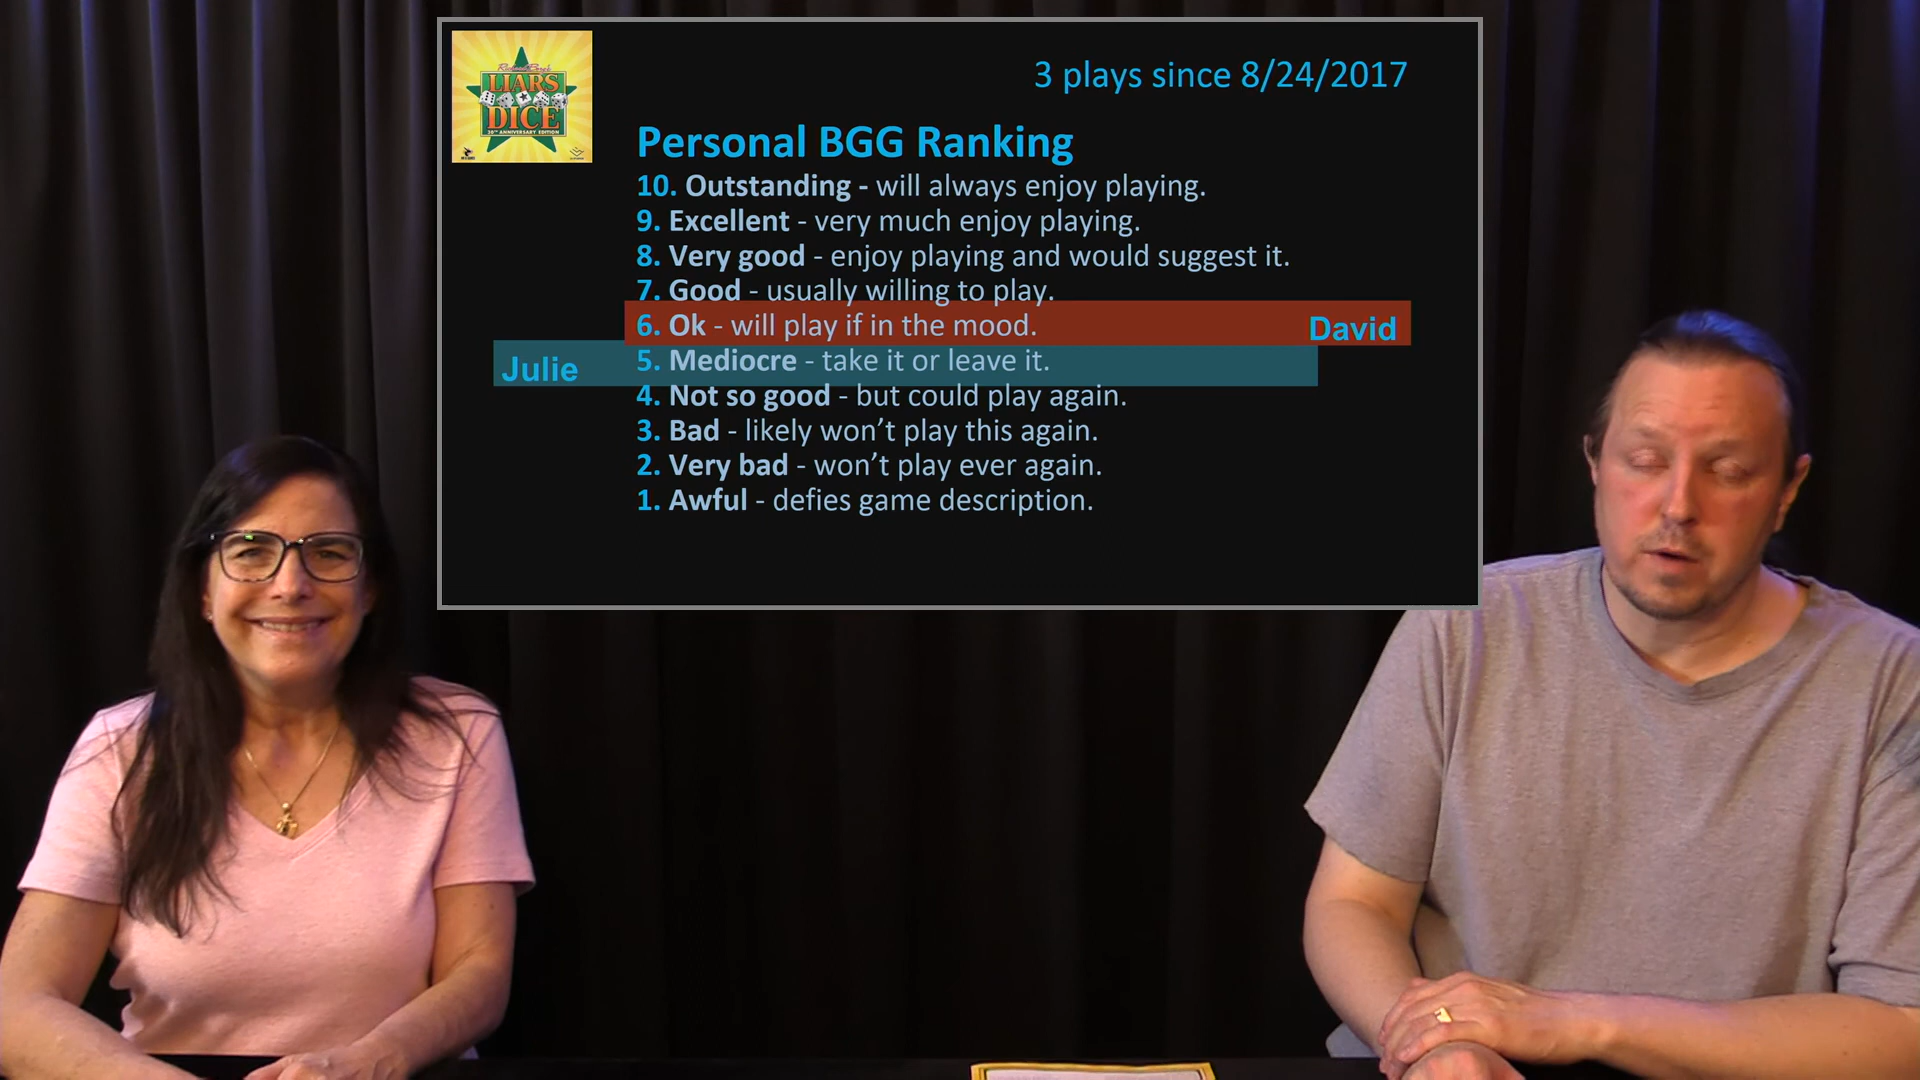 LIAR'S
DICE
30TH ANNIVERSARY EDITION
3 plays since 8/24/2017
Personal BGG Ranking
10. Outstanding - will always enjoy playing.
9. Excellent - very much enjoy playing.
8. Very good - enjoy playing and would suggest it.
7. Good - usually willing to play.
6. Ok - will play if in the mood.
David
Julie
5. Mediocre - take it or leave it.
4. Not so good - but could play again.
3. Bad - likely won’t play this again.
2. Very bad - won’t play ever again.
1. Awful - defies game description.